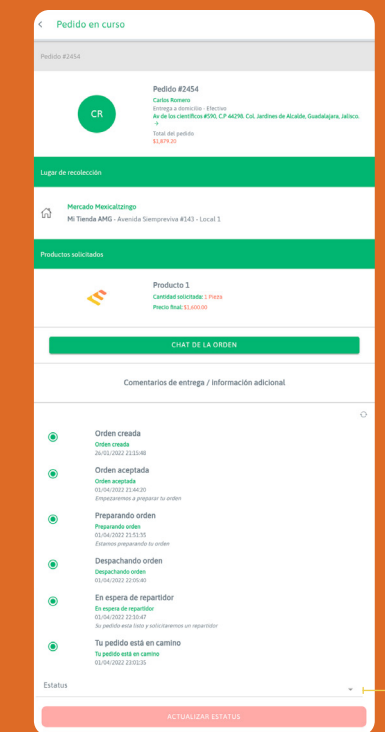 Pedido en curso
Pedido #2454
CR
Pedido #2454
Carlos Romero
Entrega a domicilio - Efectivo
Av de los científicos #590, C.P 44298. Col. Jardines de Alcalde, Guadalajara, Jalisco.
+
Total del pedido
$1,879.20
Lugar de recolección
Mercado Mexicaltzingo
Mi Tienda AMG - Avenida Siempreviva #143 - Local 1
Productos solicitados
Producto 1
Cantidad solicitada: 1 Pieza
Precio final: $1,600.00
CHAT DE LA ORDEN
Comentarios de entrega / información adicional
Orden creada
Orden creada
26/01/2022 21:15:48
Orden aceptada
Orden aceptada
01/04/2022 21:44:20
Empezaremos a preparar tu orden
Preparando orden
Preparando orden
01/04/2022 21:51:35
Estamos preparando tu orden
Despachando orden
Despachando orden
01/04/2022 22:05:40
En espera de repartidor
En espera de repartidor
01/04/2022 22:10:47
Su pedido esta listo y solicitaremos un repartidor
Tu pedido está en camino
Tu pedido está en camino
01/04/2022 23:01:35
Estatus
ACTUALIZAR ESTATUS